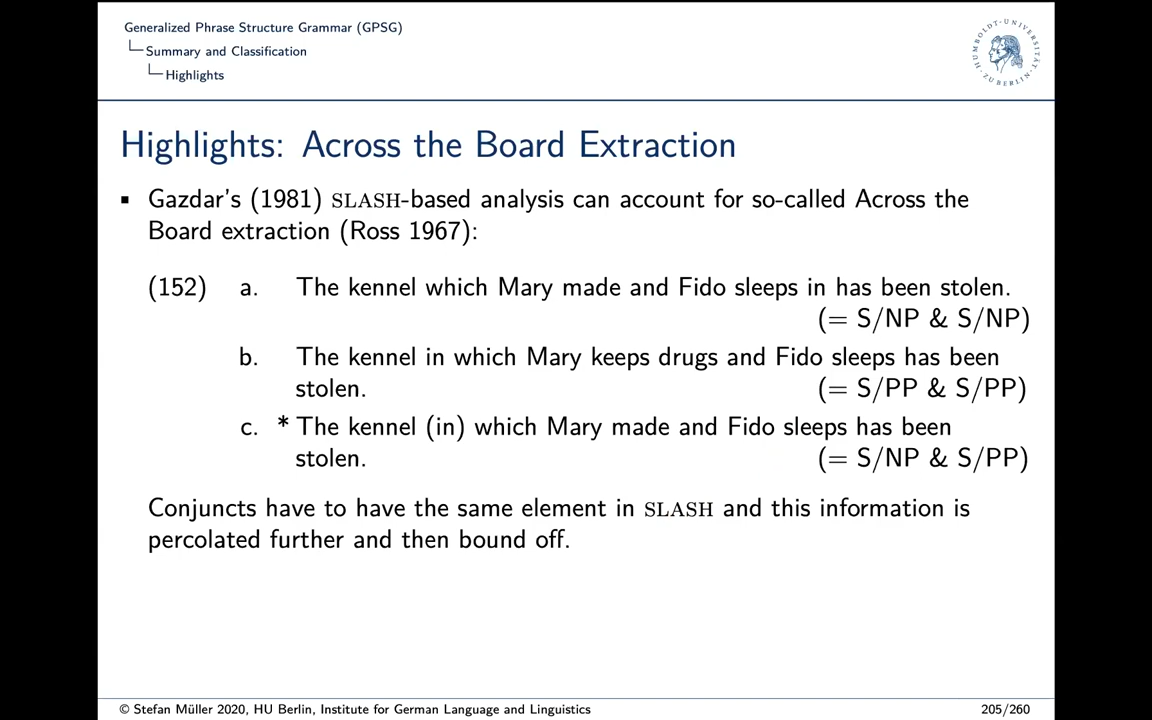 Generalized Phrase Structure Grammar (GPSG)
Summary and Classification
Highlights
HUMBOLDT-UNIVERSITÄT
ZU BERLIN
Highlights: Across the Board Extraction
▪ Gazdar's (1981) SLASH-based analysis can account for so-called Across the
Board extraction (Ross 1967):
(152) a. The kennel which Mary made and Fido sleeps in has been stolen.
(= S/NP & S/NP)
b. The kennel in which Mary keeps drugs and Fido sleeps has been
stolen. (= S/PP & S/PP)
c. * The kennel (in) which Mary made and Fido sleeps has been
stolen. (= S/NP & S/PP)
Conjuncts have to have the same element in SLASH and this information is
percolated further and then bound off.
© Stefan Müller 2020, HU Berlin, Institute for German Language and Linguistics 205/260